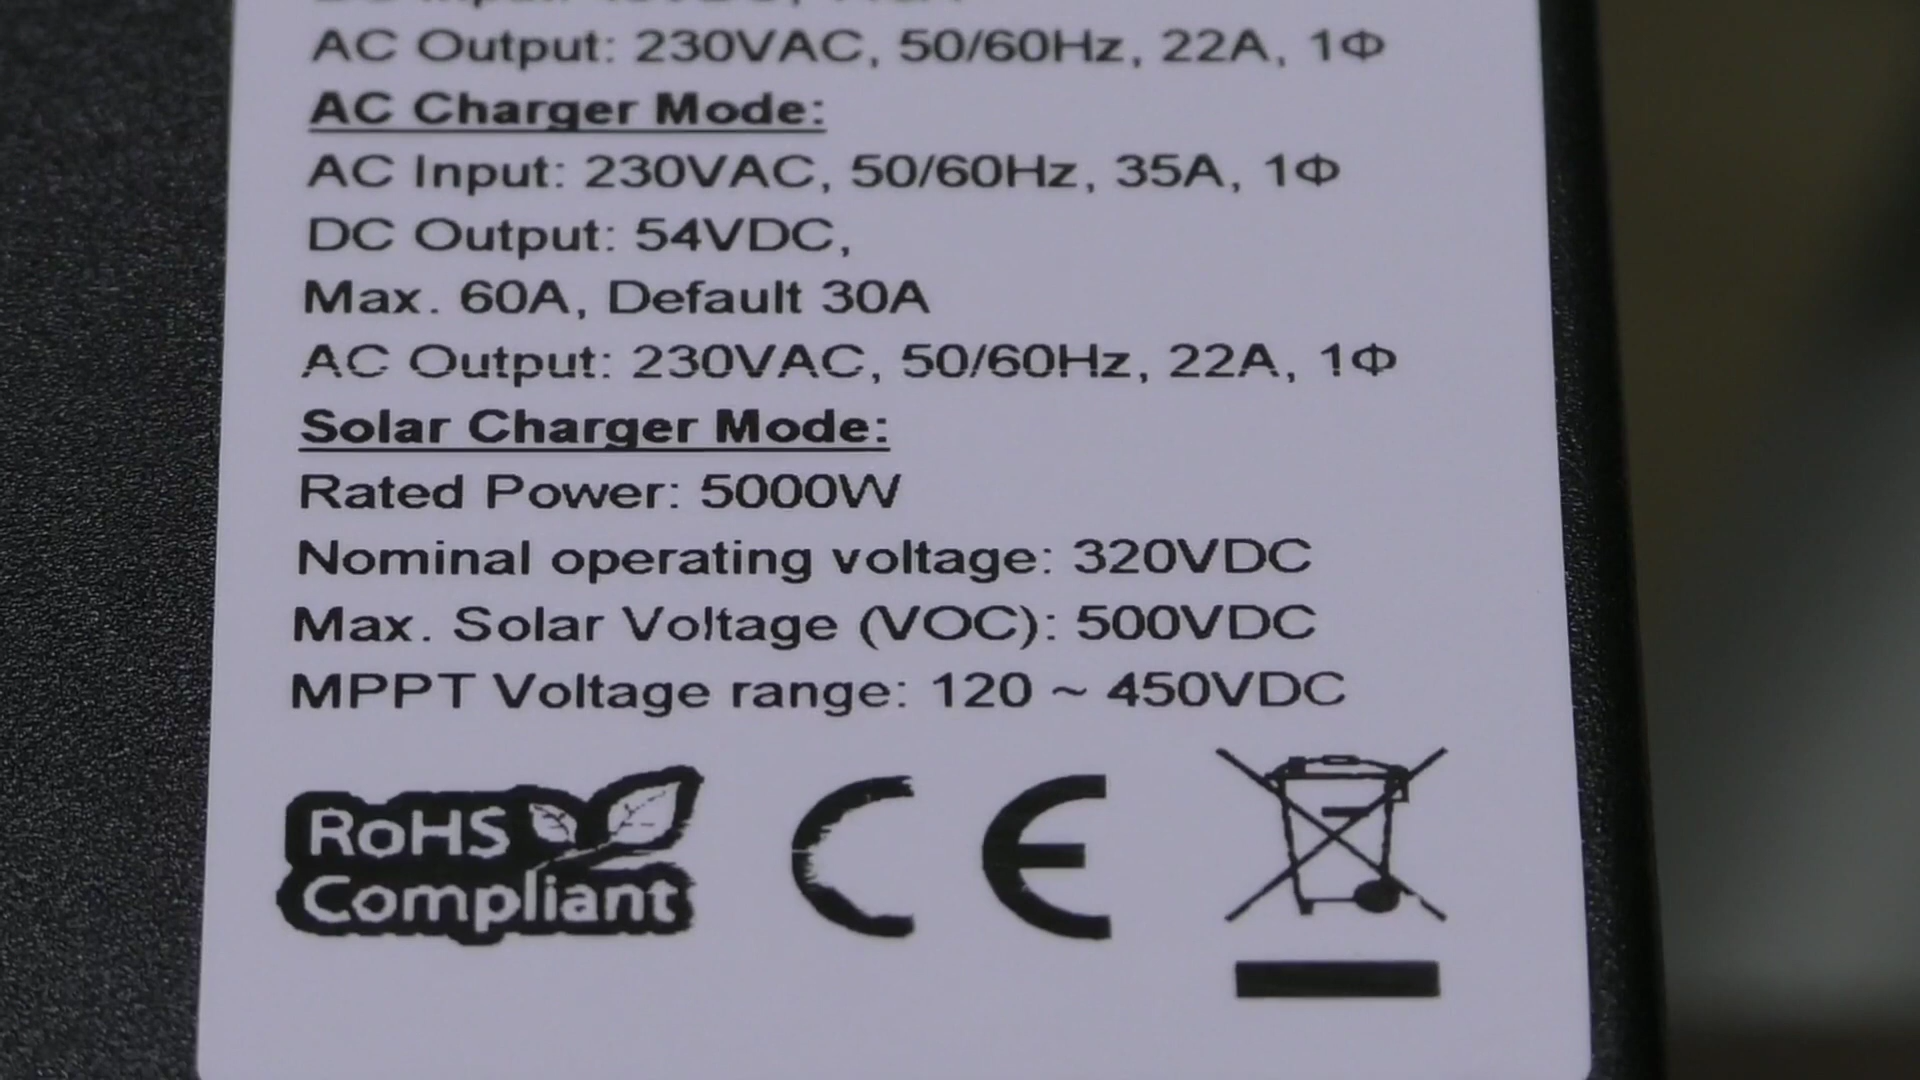 AC Output: 230VAC, 50/60Hz, 22A, 1Φ
AC Charger Mode:
AC Input: 230VAC, 50/60Hz, 35A, 1Φ
DC Output: 54VDC,
Max. 60A, Default 30A
AC Output: 230VAC, 50/60Hz, 22A, 1Φ
Solar Charger Mode:
Rated Power: 5000W
Nominal operating voltage: 320VDC
Max. Solar Voltage (VOC): 500VDC
MPPT Voltage range: 120 ~ 450VDC
RoHS
Compliant
CE